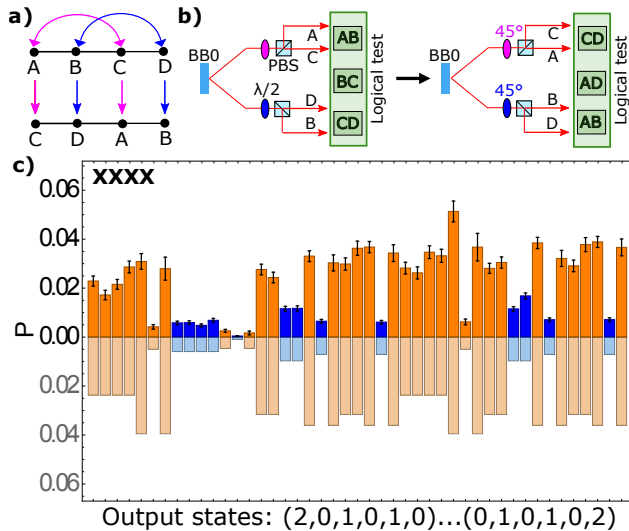 a)
A B C D
C D A B
b)
BB0
A
C
PBS
λ/2
D
B
AB
BC
CD
Logical test
BB0
45°
C
A
45°
B
D
CD
AD
AB
Logical test
c)
XXXX
P
0.06
0.04
0.02
0.00
0.02
0.04
0.06
Output states: (2,0,1,0,1,0)...(0,1,0,1,0,2)